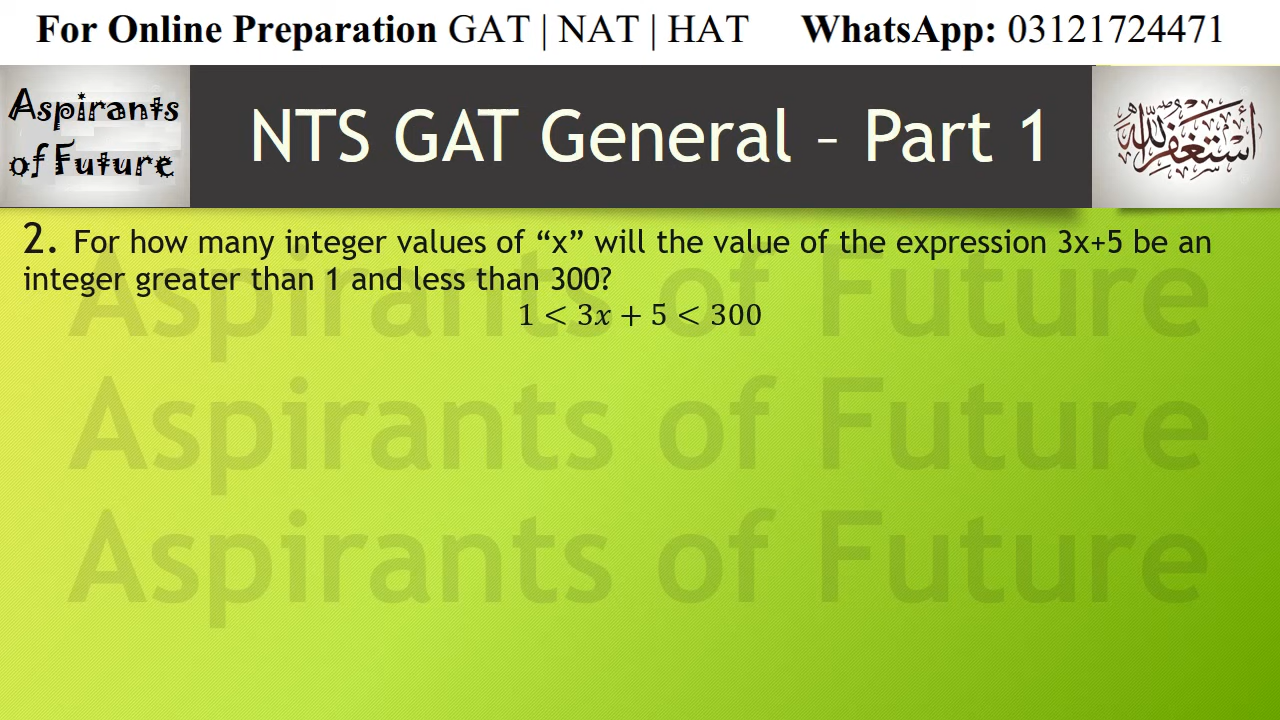 For Online Preparation GAT | NAT | HAT WhatsApp: 03121724471
Aspirants
of Future
NTS GAT General – Part 1
أستغفر الله
2. For how many integer values of “x” will the value of the expression 3x+5 be an
integer greater than 1 and less than 300?
1 < 3x + 5 < 300
Aspirants of Future
Aspirants of Future
Aspirants of Future